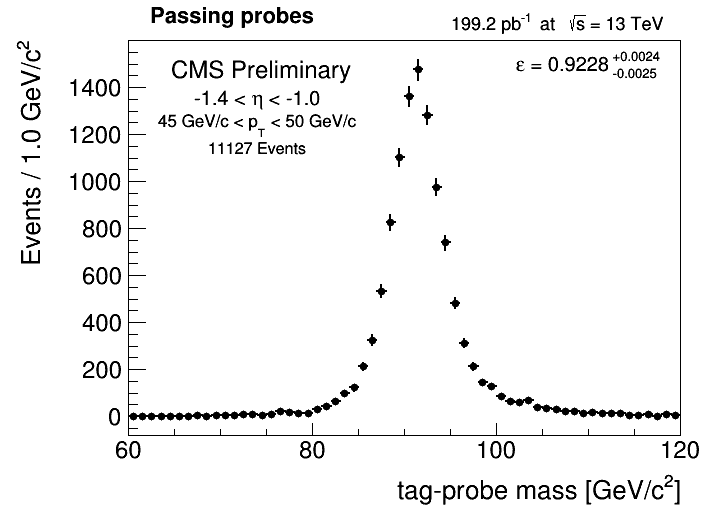 Passing probes
199.2 pb⁻¹ at √s = 13 TeV
CMS Preliminary
-1.4 < η < -1.0
45 GeV/c < p_T < 50 GeV/c
11127 Events
ε = 0.9228 +0.0024 -0.0025
Events / 1.0 GeV/c²
1400
1200
1000
800
600
400
200
0
60 80 100 120
tag-probe mass [GeV/c²]